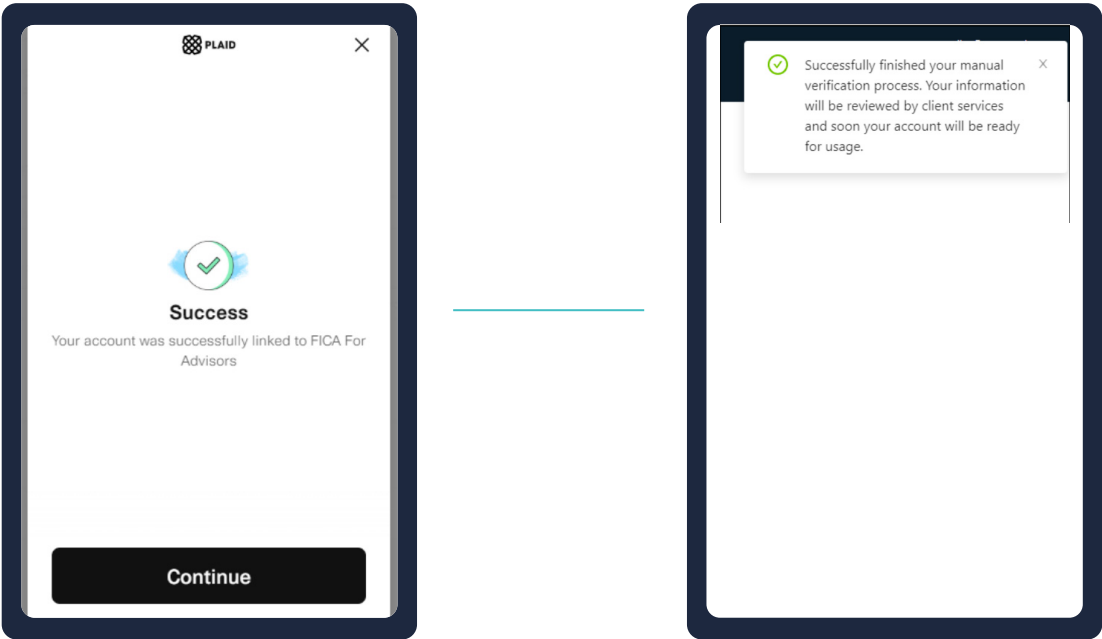 PLAID
Success
Your account was successfully linked to FICA For
Advisors
Continue
Successfully finished your manual
verification process. Your information
will be reviewed by client services
and soon your account will be ready
for usage.